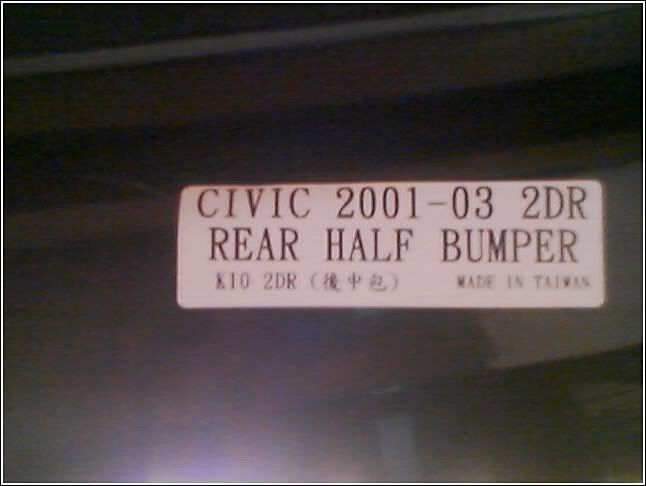 CIVIC 2001-03 2DR
REAR HALF BUMPER
K10 2DR (後中包) MADE IN TAIWAN